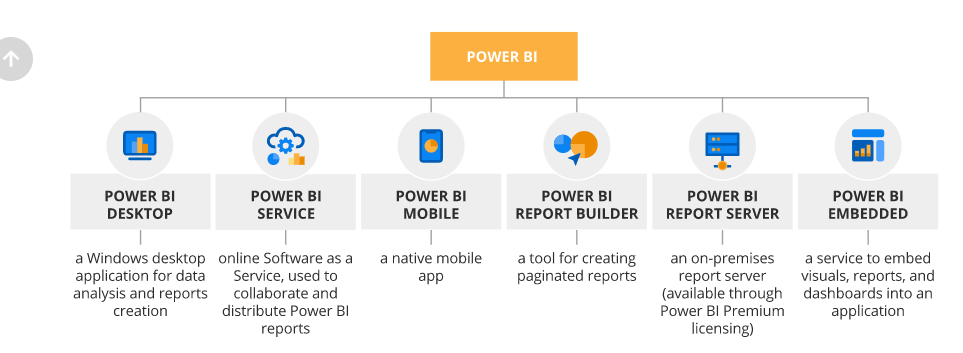 POWER BI
POWER BI
DESKTOP
a Windows desktop
application for data
analysis and reports
creation
POWER BI
SERVICE
online Software as a
Service, used to
collaborate and
distribute Power BI
reports
POWER BI
MOBILE
a native mobile
app
POWER BI
REPORT BUILDER
a tool for creating
paginated reports
POWER BI
REPORT SERVER
an on-premises
report server
(available through
Power BI Premium
licensing)
POWER BI
EMBEDDED
a service to embed
visuals, reports, and
dashboards into an
application